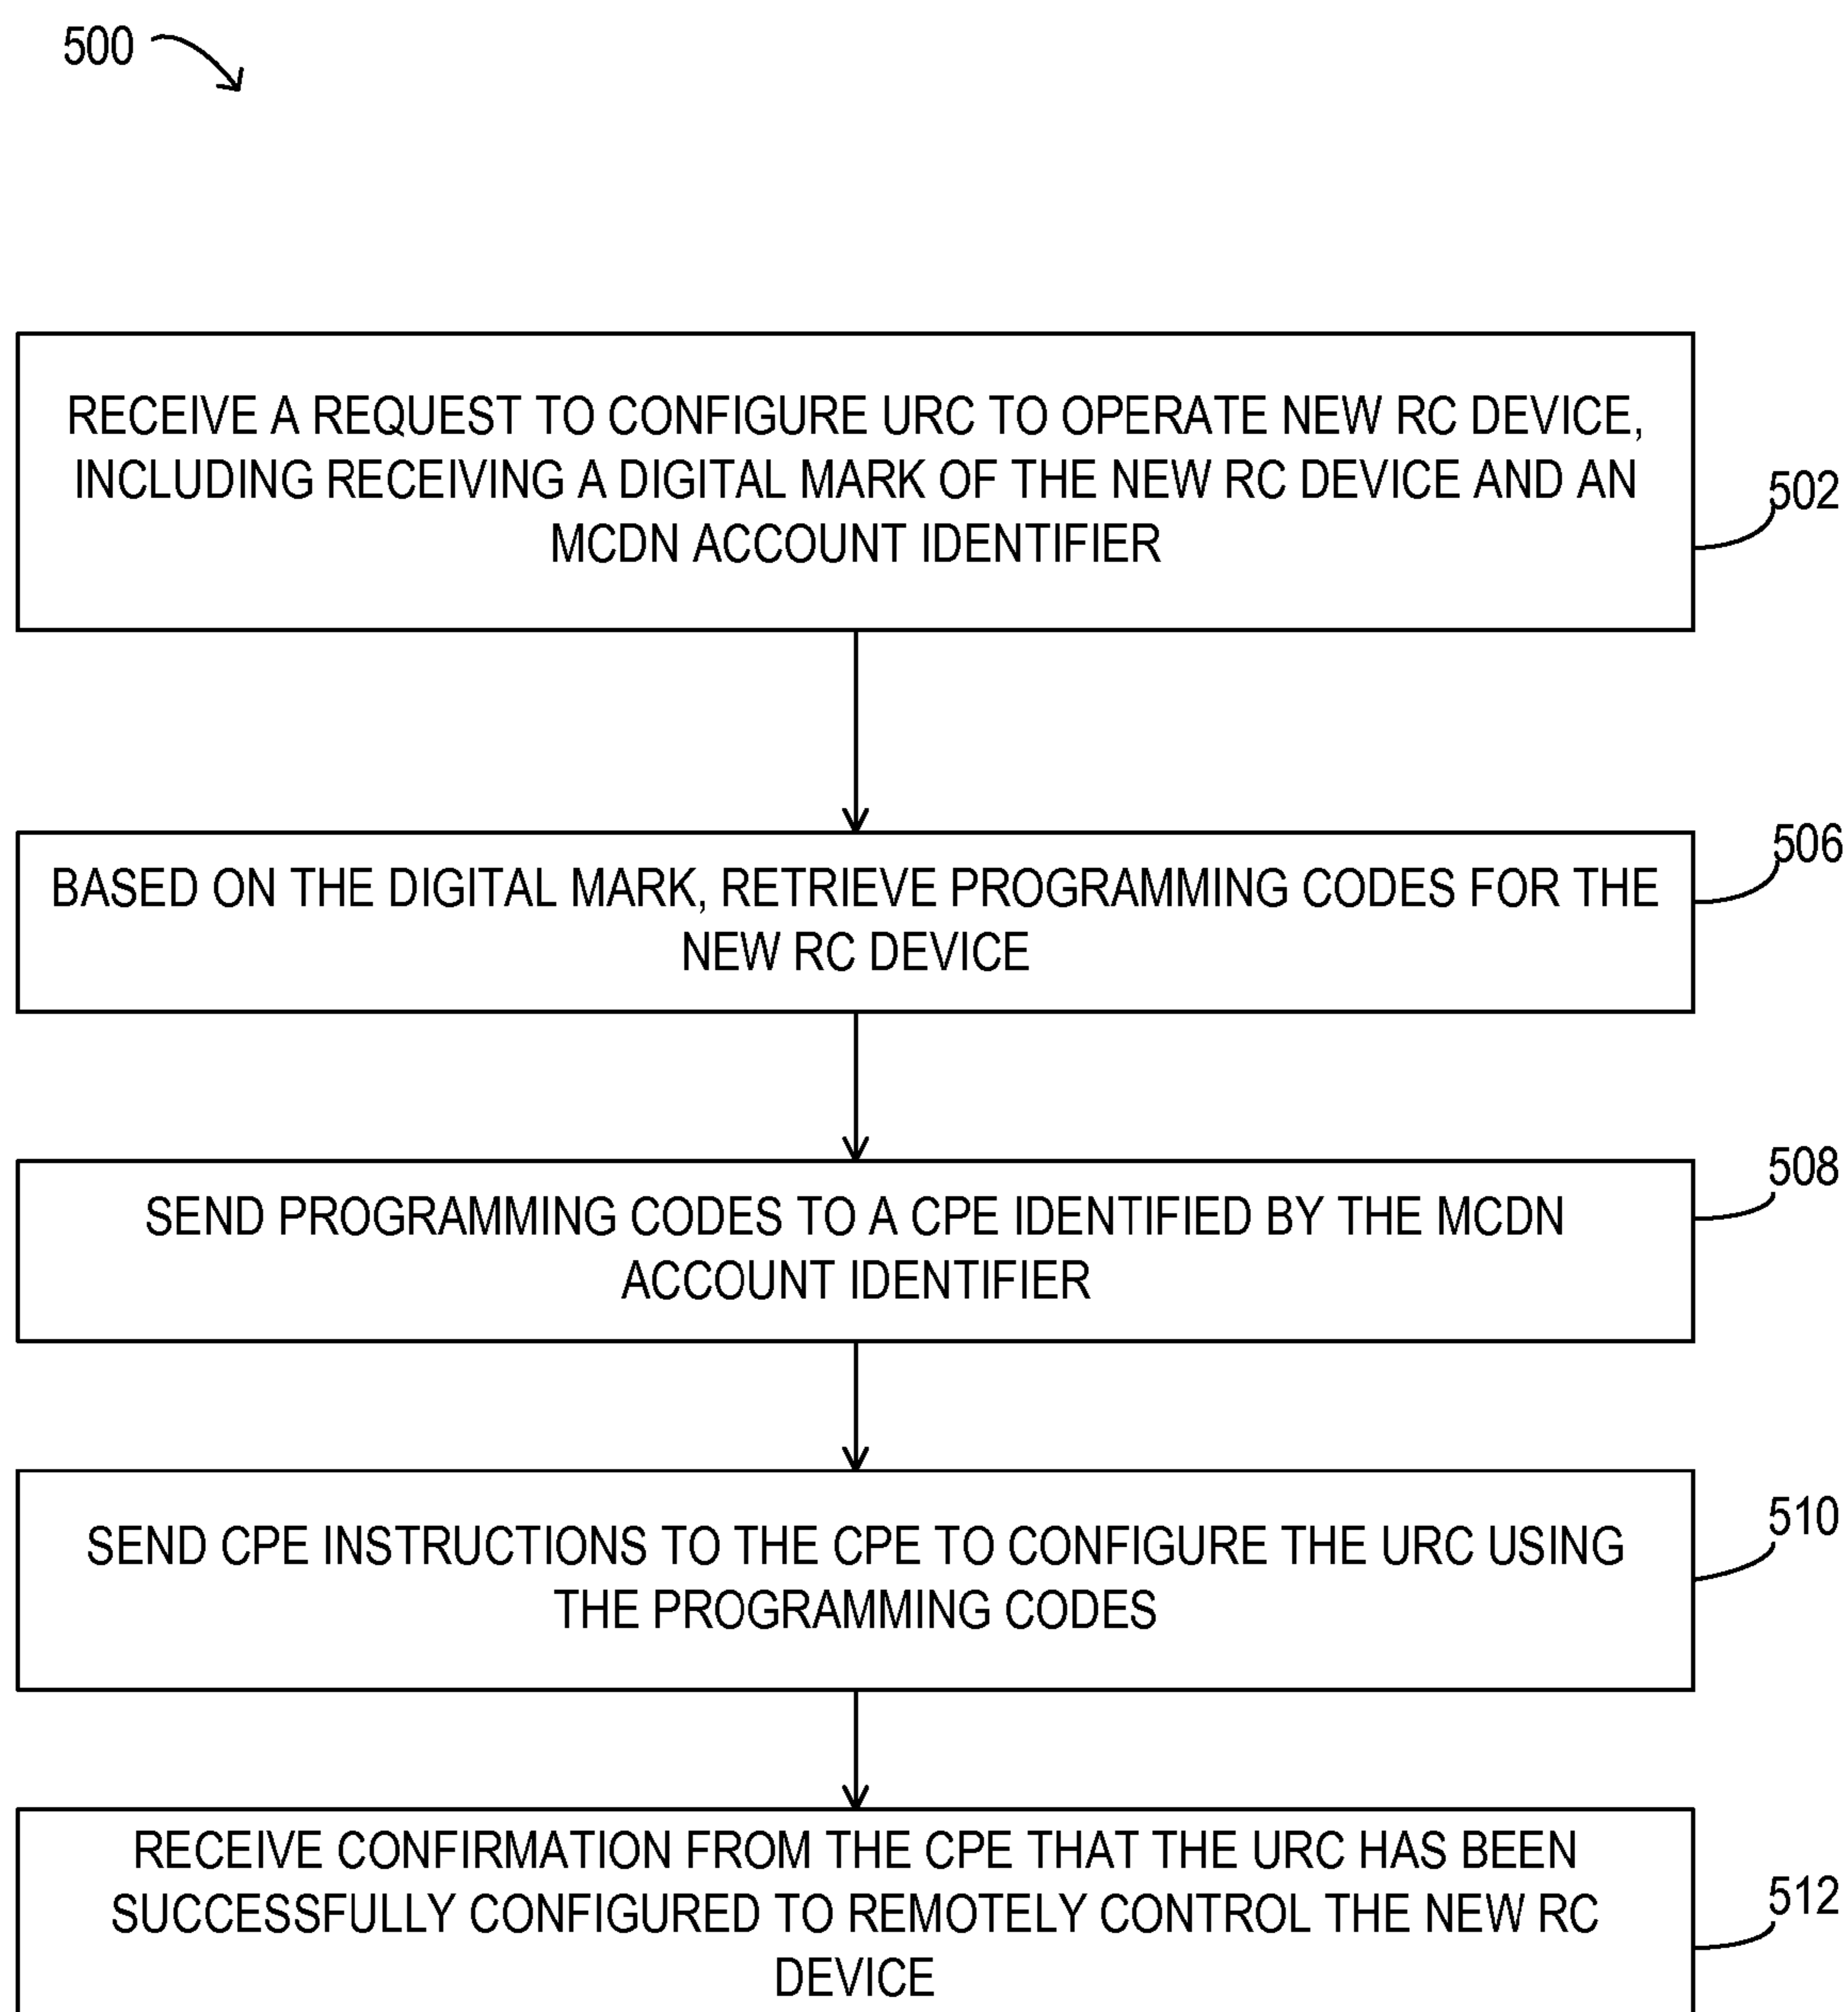 500
RECEIVE A REQUEST TO CONFIGURE URC TO OPERATE NEW RC DEVICE,
INCLUDING RECEIVING A DIGITAL MARK OF THE NEW RC DEVICE AND AN
MCDN ACCOUNT IDENTIFIER
502
BASED ON THE DIGITAL MARK, RETRIEVE PROGRAMMING CODES FOR THE
NEW RC DEVICE
506
SEND PROGRAMMING CODES TO A CPE IDENTIFIED BY THE MCDN
ACCOUNT IDENTIFIER
508
SEND CPE INSTRUCTIONS TO THE CPE TO CONFIGURE THE URC USING
THE PROGRAMMING CODES
510
RECEIVE CONFIRMATION FROM THE CPE THAT THE URC HAS BEEN
SUCCESSFULLY CONFIGURED TO REMOTELY CONTROL THE NEW RC
DEVICE
512